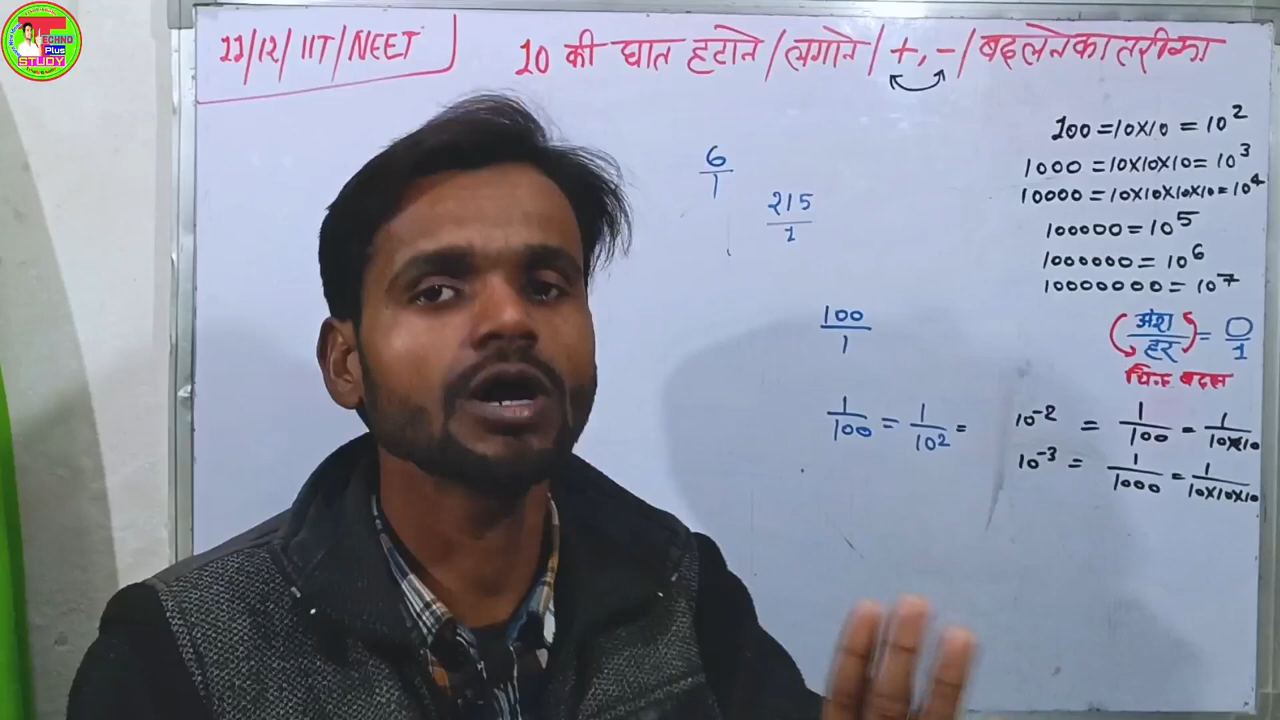 TECHNO
Plus
STUDY
11/12/IIT/NEET
10 की घात हटाने/लगाने/+,-/बदलने का तरीका
100 = 10×10 = 10²
1000 = 10×10×10 = 10³
10000 = 10×10×10×10 = 10⁴
100000 = 10⁵
1000000 = 10⁶
10000000 = 10⁷
6/1
215/1
100/1
अंश/हर = 0/1
चिन्ह बदल
1/100 = 1/10² =
10⁻² = 1/100 = 1/10×10
10⁻³ = 1/1000 = 1/10×10×10